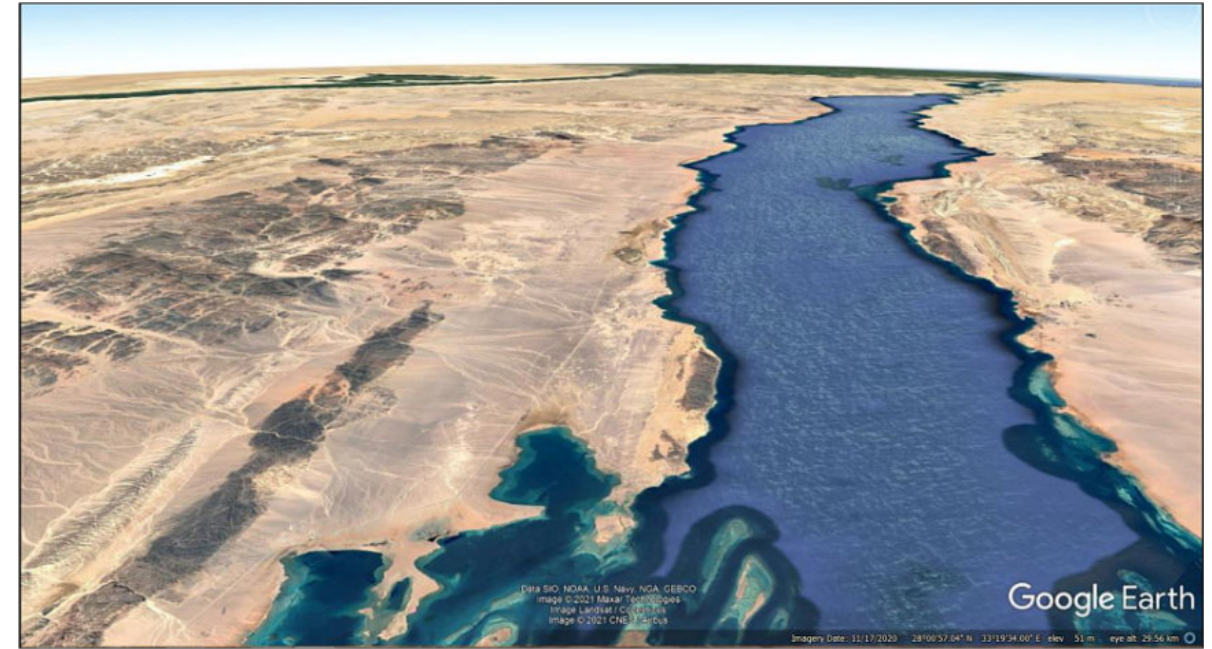 Data SIO, NOAA, U.S. Navy, NGA, GEBCO
Image © 2021 Maxar Technologies
Image Landsat / Copernicus
Image © 2021 CNES / Airbus
Google Earth
Imagery Date: 11/17/2020 28°00'57.04" N 33°19'34.00" E elev 51 m eye alt 29.56 km